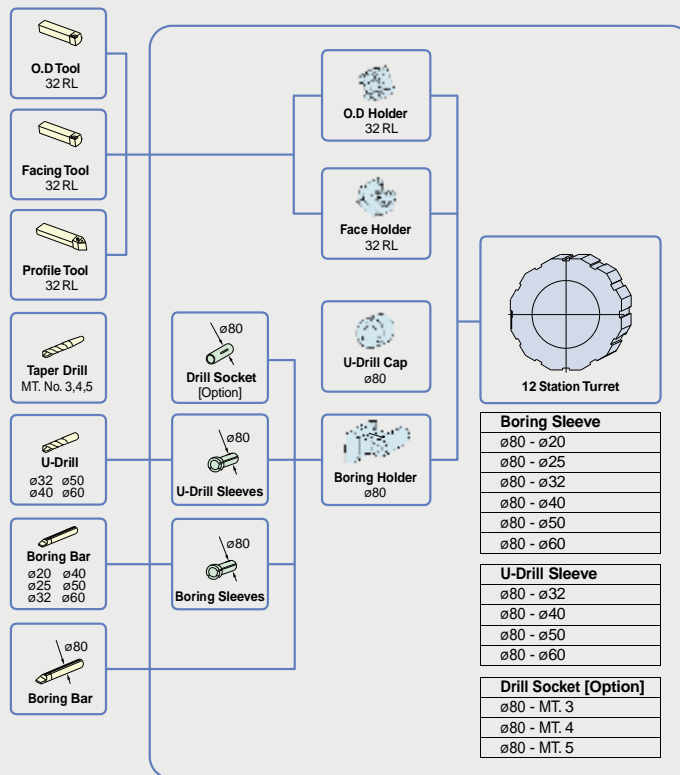 O.D Tool
32 RL
Facing Tool
32 RL
Profile Tool
32 RL
Taper Drill
MT. No. 3,4,5
U-Drill
ø32 ø50
ø40 ø60
Boring Bar
ø20 ø40
ø25 ø50
ø32 ø60
ø80
Boring Bar
ø80
Drill Socket
[Option]
ø80
U-Drill Sleeves
ø80
Boring Sleeves
O.D Holder
32 RL
Face Holder
32 RL
U-Drill Cap
ø80
Boring Holder
ø80
12 Station Turret
Boring Sleeve
ø80 - ø20
ø80 - ø25
ø80 - ø32
ø80 - ø40
ø80 - ø50
ø80 - ø60
U-Drill Sleeve
ø80 - ø32
ø80 - ø40
ø80 - ø50
ø80 - ø60
Drill Socket [Option]
ø80 - MT. 3
ø80 - MT. 4
ø80 - MT. 5